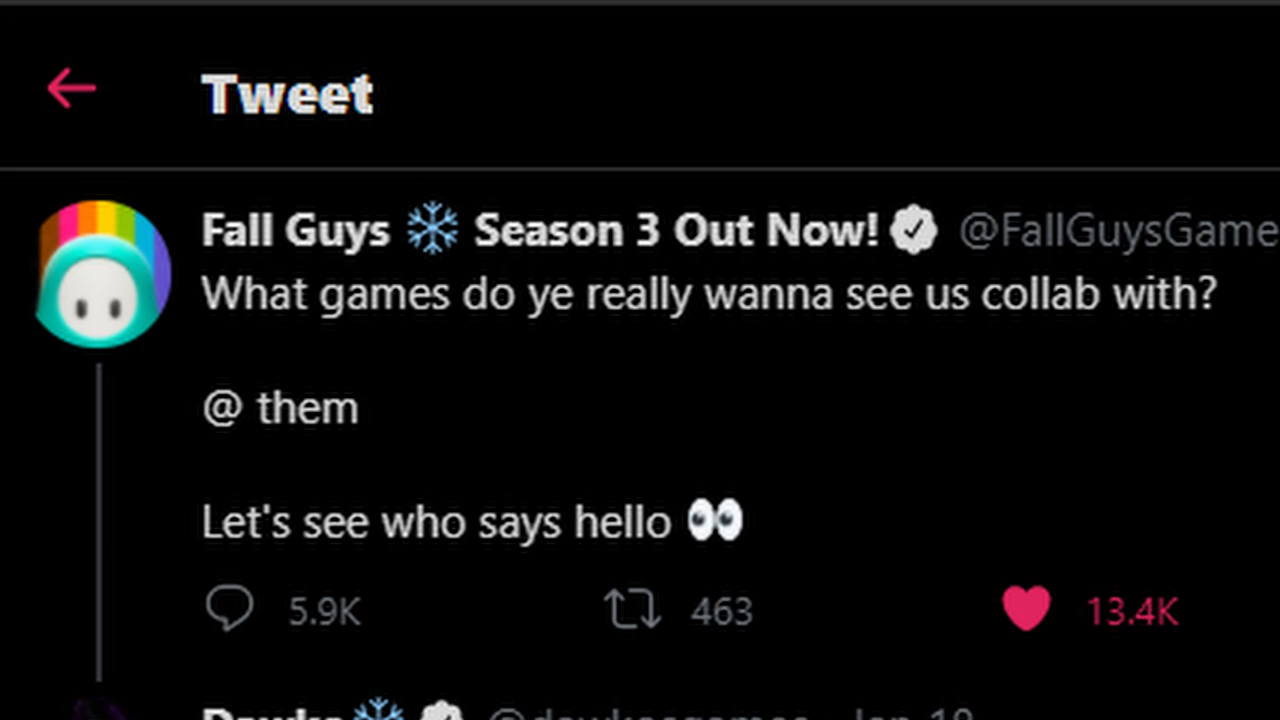 Tweet
Fall Guys ❄️ Season 3 Out Now! @FallGuysGame
What games do ye really wanna see us collab with?
@ them
Let's see who says hello 👀
5.9K 463 13.4K